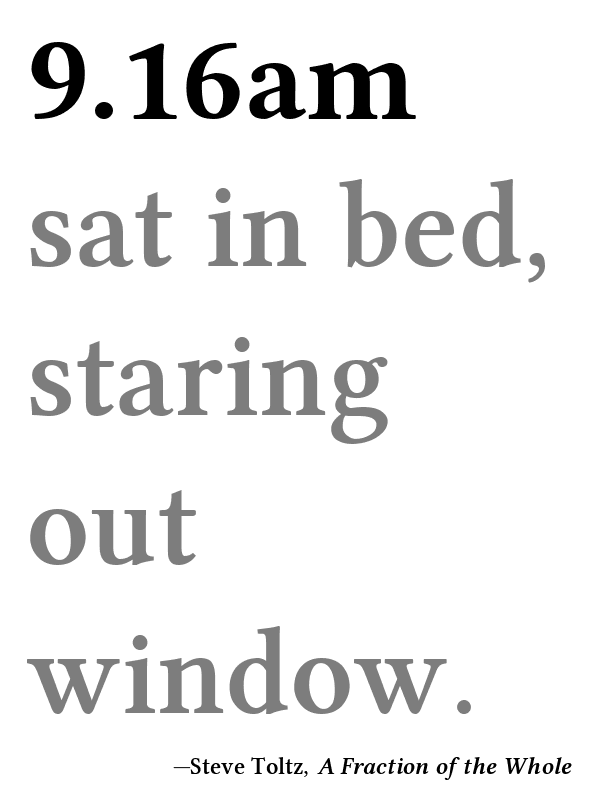 9.16am
sat in bed,
staring
out
window.
—Steve Toltz, A Fraction of the Whole